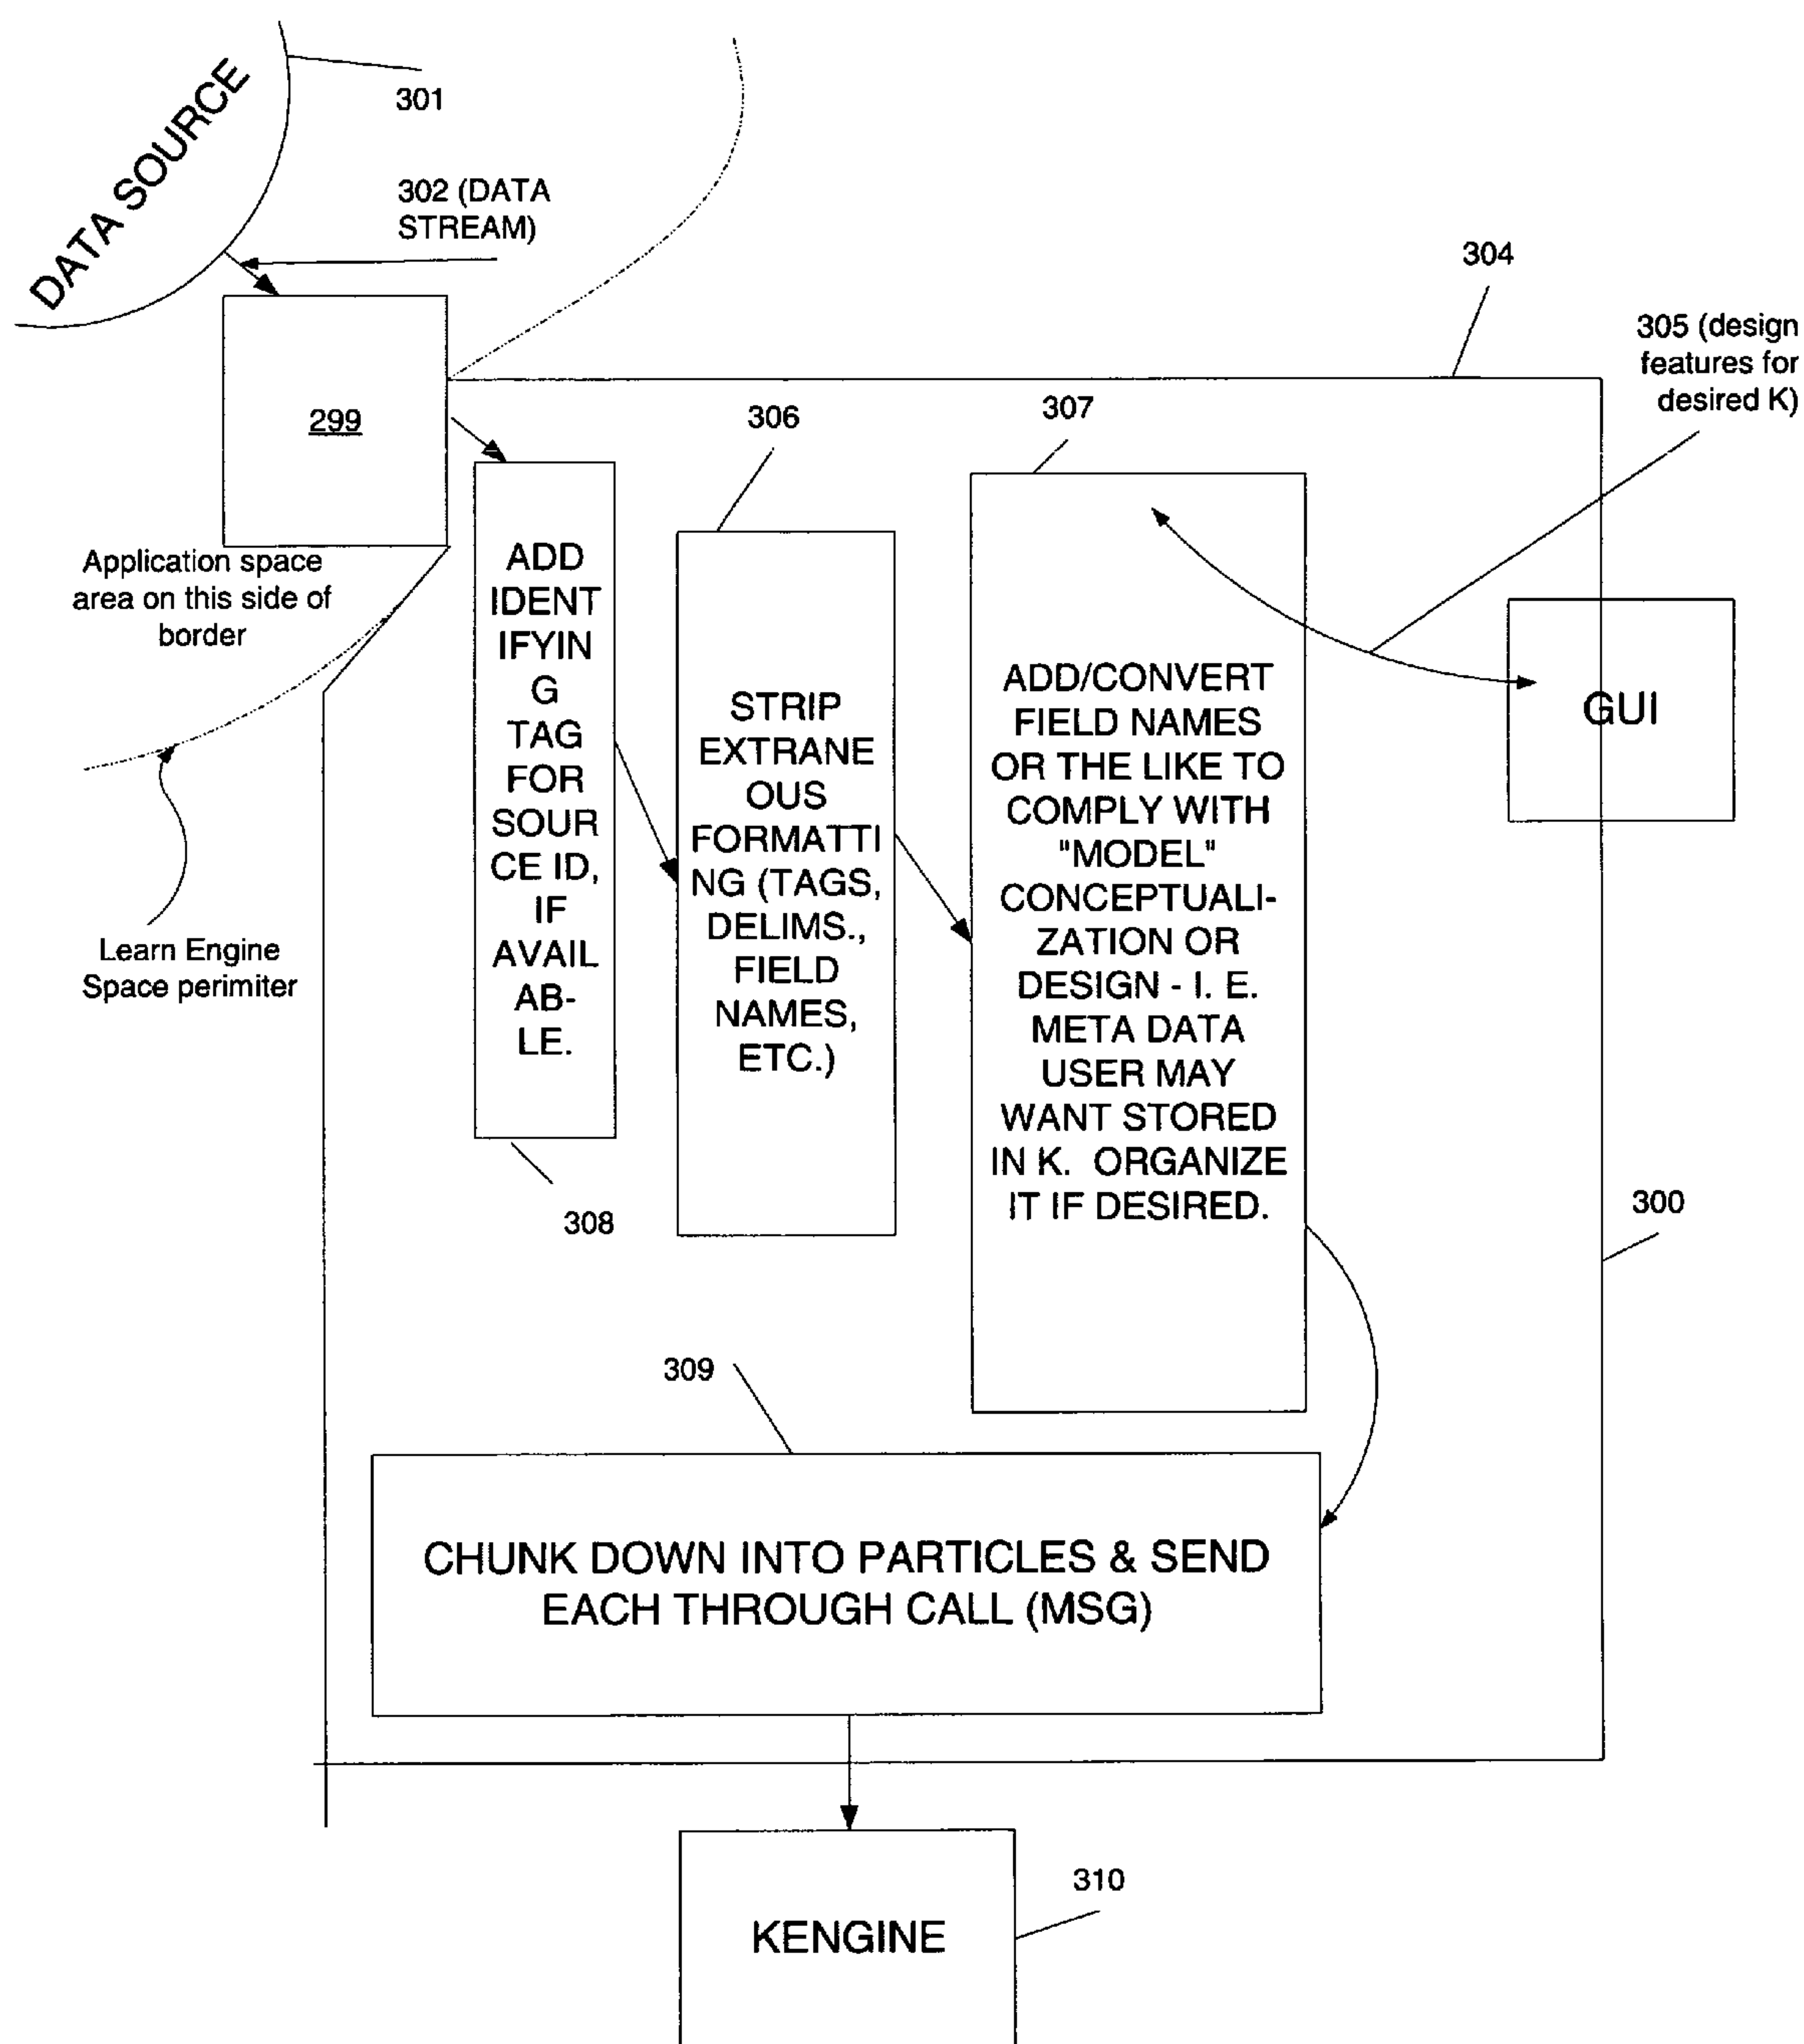 DATA SOURCE
301
302 (DATA
STREAM)
304
305 (design
features for
desired K)
299
306
307
Application space
area on this side of
border
ADD
IDENT
IFYIN
G
TAG
FOR
SOUR
CE ID,
IF
AVAIL
AB-
LE.
308
STRIP
EXTRANE
OUS
FORMATTI
NG (TAGS,
DELIMS.,
FIELD
NAMES,
ETC.)
ADD/CONVERT
FIELD NAMES
OR THE LIKE TO
COMPLY WITH
"MODEL"
CONCEPTUALI-
ZATION OR
DESIGN - I. E.
META DATA
USER MAY
WANT STORED
IN K. ORGANIZE
IT IF DESIRED.
GUI
Learn Engine
Space perimiter
300
309
CHUNK DOWN INTO PARTICLES & SEND
EACH THROUGH CALL (MSG)
310
KENGINE